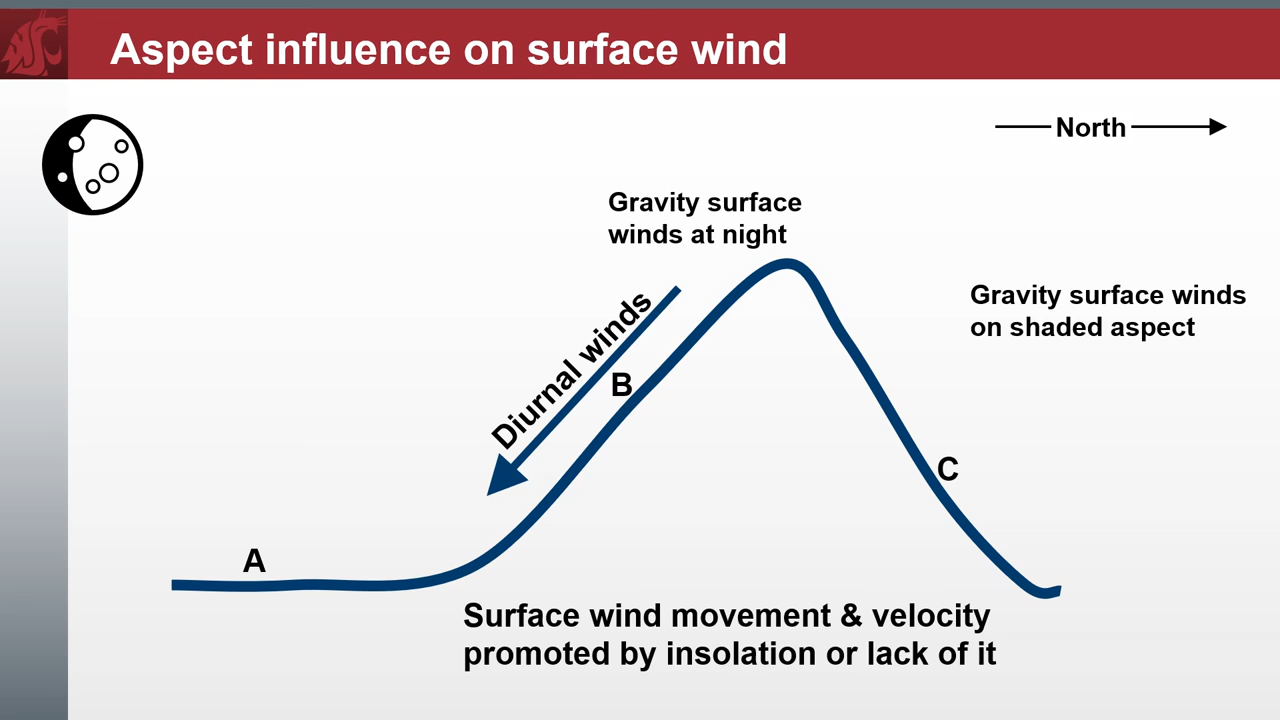 Aspect influence on surface wind
North
Gravity surface
winds at night
Gravity surface winds
on shaded aspect
Diurnal winds
B
C
A
Surface wind movement & velocity
promoted by insolation or lack of it